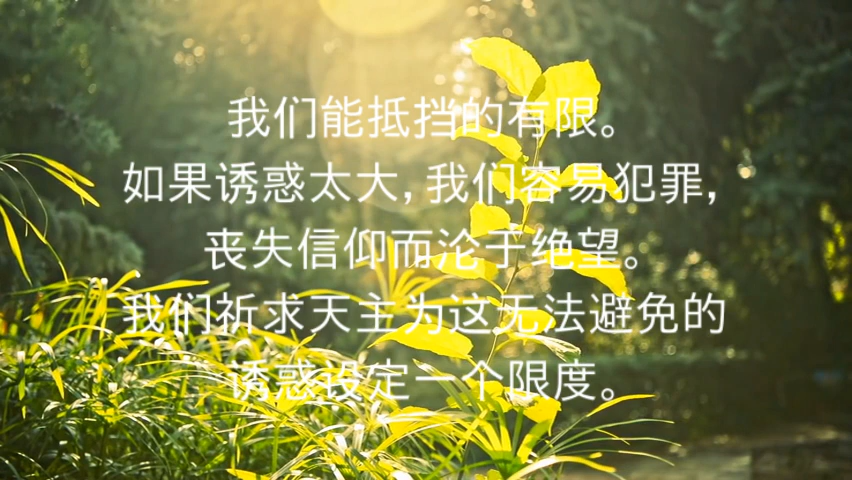 我们能抵挡的有限。
如果诱惑太大，我们容易犯罪，
丧失信仰而沦于绝望。
我们祈求天主为这无法避免的
诱惑设定一个限度。